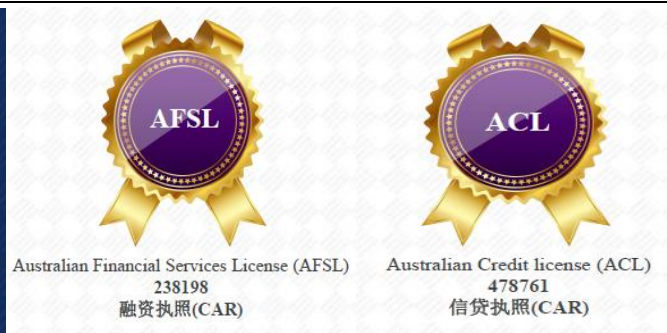 AFSL
Australian Financial Services License (AFSL)
238198
融资执照(CAR)
ACL
Australian Credit license (ACL)
478761
信贷执照(CAR)